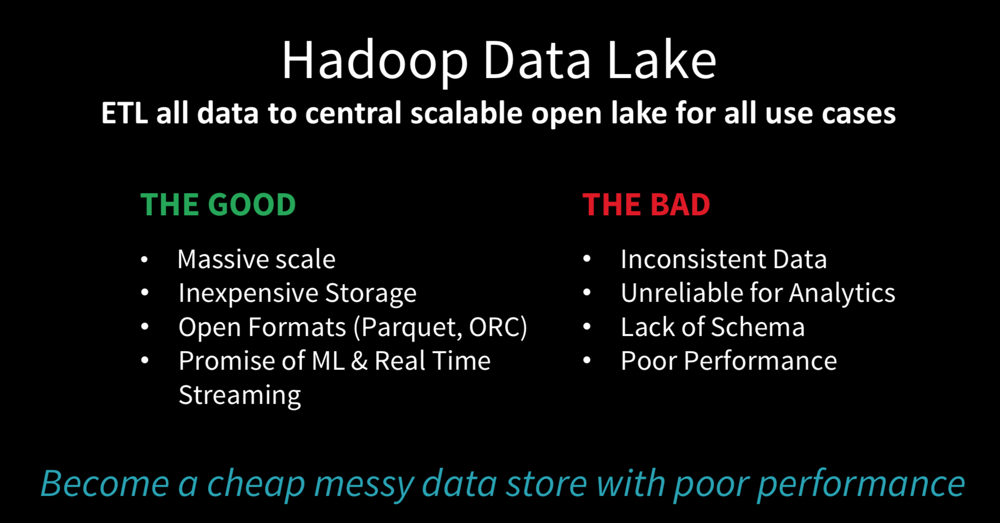 Hadoop Data Lake
ETL all data to central scalable open lake for all use cases
THE GOOD
• Massive scale
• Inexpensive Storage
• Open Formats (Parquet, ORC)
• Promise of ML & Real Time
Streaming
THE BAD
• Inconsistent Data
• Unreliable for Analytics
• Lack of Schema
• Poor Performance
Become a cheap messy data store with poor performance